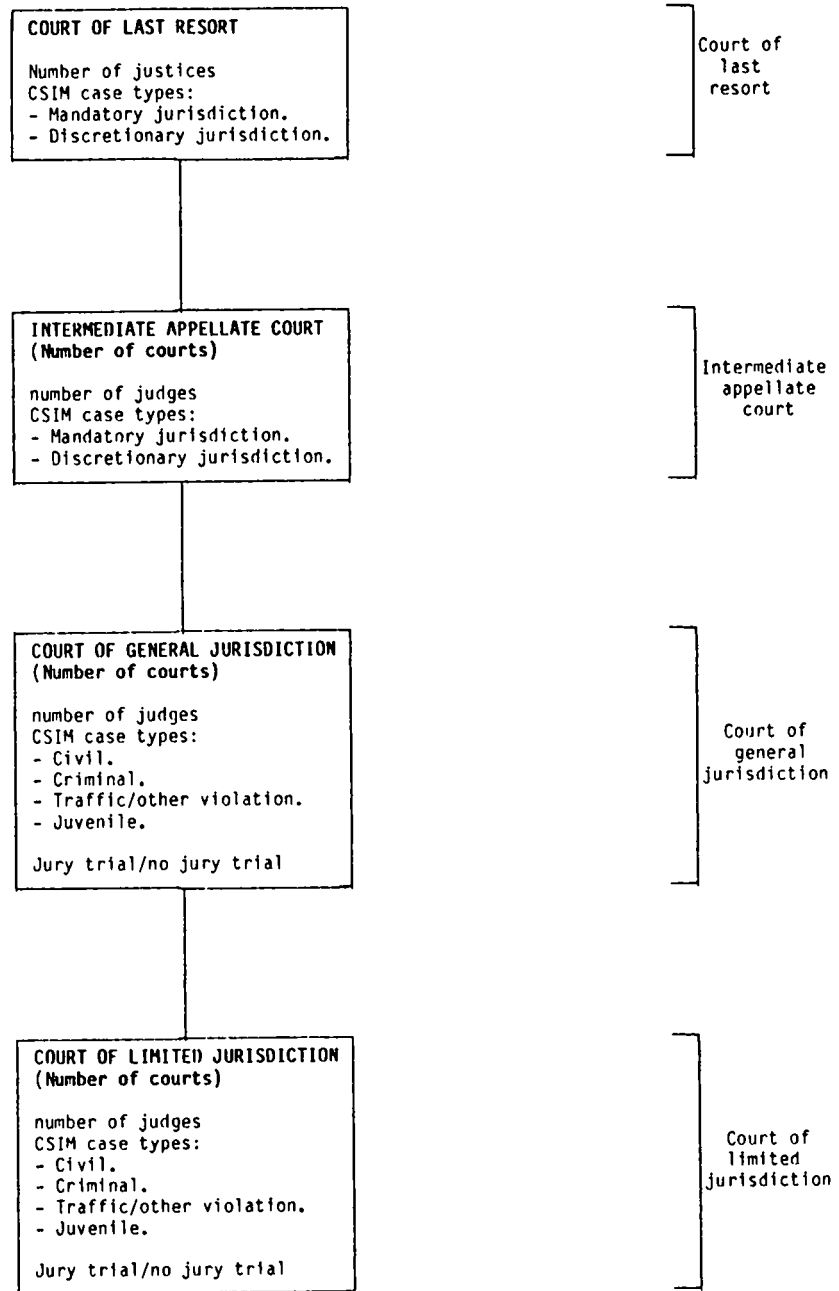 COURT OF LAST RESORT
Number of justices
CSIM case types:
- Mandatory jurisdiction.
- Discretionary jurisdiction.
Court of
last
resort
INTERMEDIATE APPELLATE COURT
(Number of courts)
number of judges
CSIM case types:
- Mandatory jurisdiction.
- Discretionary jurisdiction.
Intermediate
appellate
court
COURT OF GENERAL JURISDICTION
(Number of courts)
number of judges
CSIM case types:
- Civil.
- Criminal.
- Traffic/other violation.
- Juvenile.
Jury trial/no jury trial
Court of
general
jurisdiction
COURT OF LIMITED JURISDICTION
(Number of courts)
number of judges
CSIM case types:
- Civil.
- Criminal.
- Traffic/other violation.
- Juvenile.
Jury trial/no jury trial
Court of
limited
jurisdiction